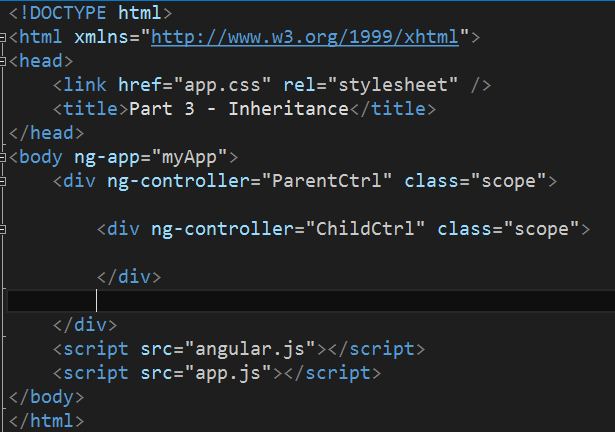 <!DOCTYPE html>
<html xmlns="http://www.w3.org/1999/xhtml">
<head>
    <link href="app.css" rel="stylesheet" />
    <title>Part 3 - Inheritance</title>
</head>
<body ng-app="myApp">
    <div ng-controller="ParentCtrl" class="scope">
        <div ng-controller="ChildCtrl" class="scope">
        </div>
    </div>
    <script src="angular.js"></script>
    <script src="app.js"></script>
</body>
</html>